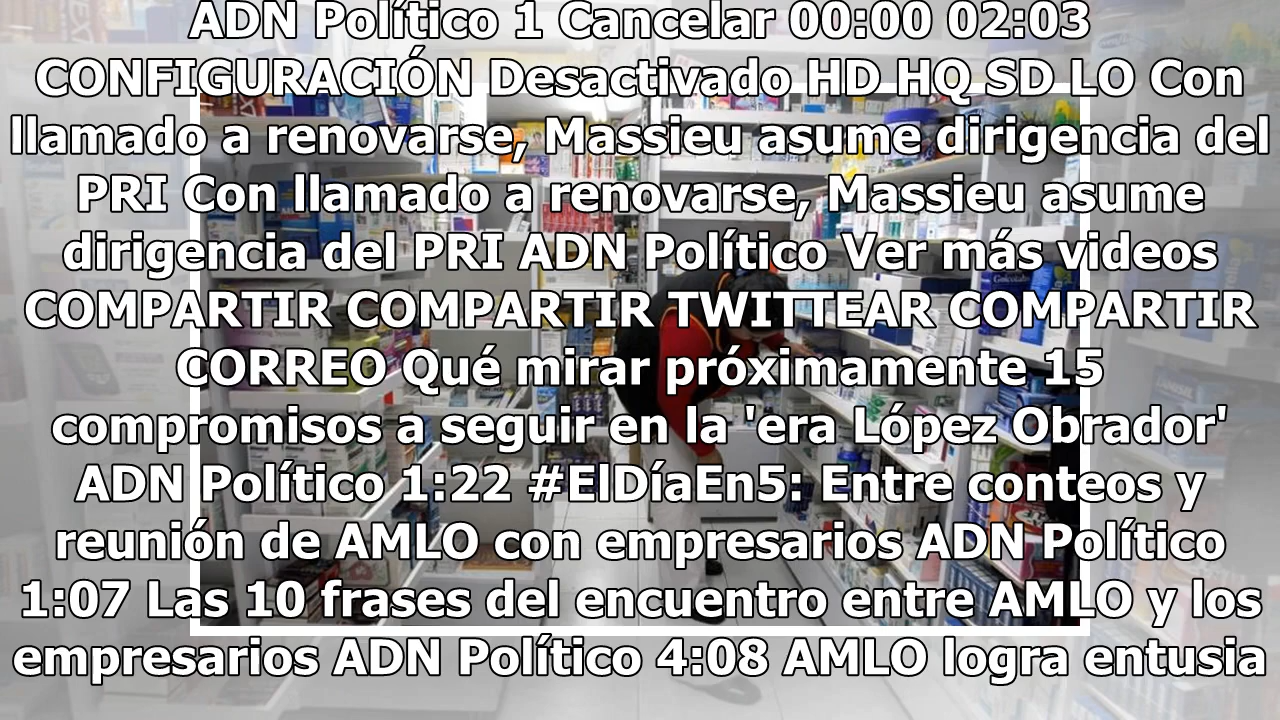 ADN Político 1 Cancelar 00:00 02:03
CONFIGURACIÓN Desactivado HD HQ SD LO Con
llamado a renovarse, Massieu asume dirigencia del
PRI Con llamado a renovarse, Massieu asume
dirigencia del PRI ADN Político Ver más videos
COMPARTIR COMPARTIR TWITTEAR COMPARTIR
CORREO Qué mirar próximamente 15
compromisos a seguir en la 'era López Obrador'
ADN Político 1:22 #ElDíaEn5: Entre conteos y
reunión de AMLO con empresarios ADN Político
1:07 Las 10 frases del encuentro entre AMLO y los
empresarios ADN Político 4:08 AMLO logra entusia